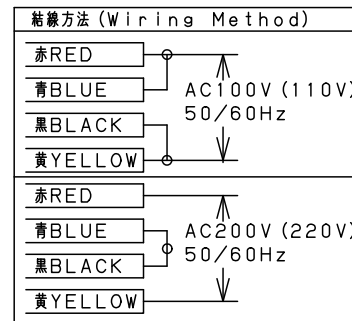 結線方法(Wiring Method)
赤RED
青BLUE
AC100V(110V)
50/60Hz
黒BLACK
黄YELLOW
赤RED
青BLUE
AC200V(220V)
50/60Hz
黒BLACK
黄YELLOW